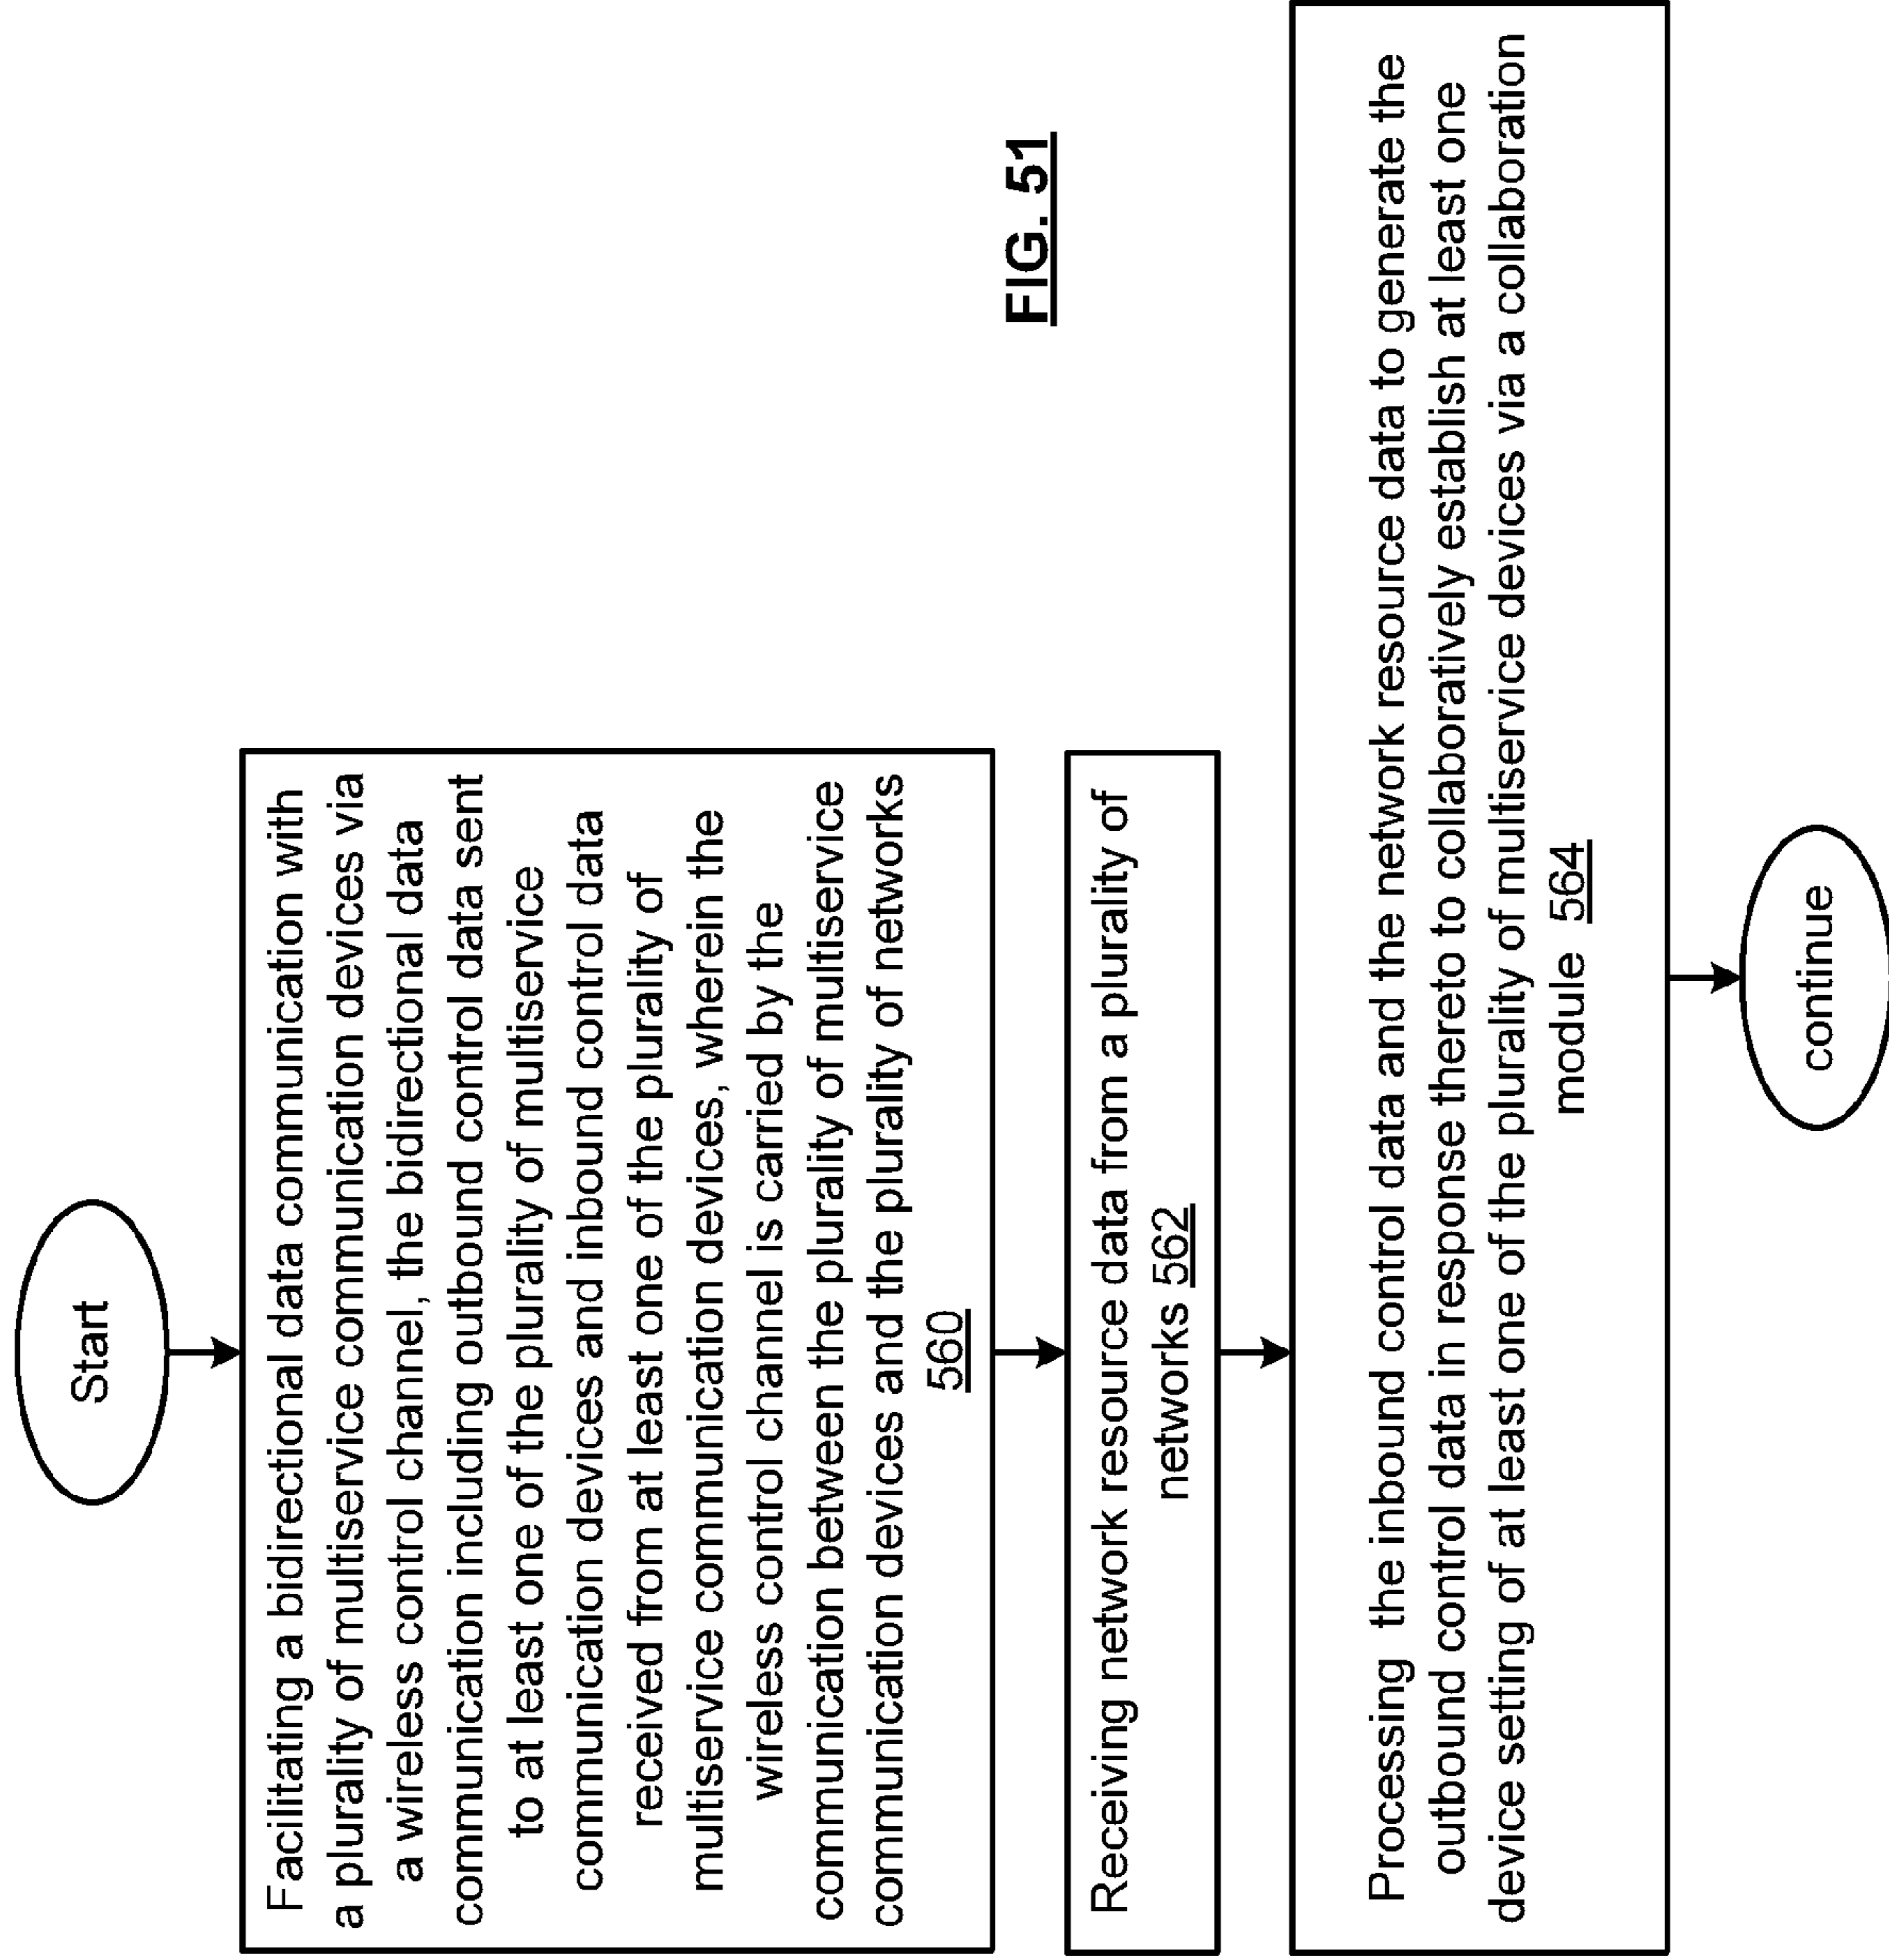 Start
Facilitating a bidirectional data communication with
a plurality of multiservice communication devices via
a wireless control channel, the bidirectional data
communication including outbound control data sent
to at least one of the plurality of multiservice
communication devices and inbound control data
received from at least one of the plurality of
multiservice communication devices, wherein the
wireless control channel is carried by the
communication between the plurality of multiservice
communication devices and the plurality of networks
560
Receiving network resource data from a plurality of
networks 562
Processing the inbound control data and the network resource data to generate the
outbound control data in response thereto to collaboratively establish at least one
device setting of at least one of the plurality of multiservice devices via a collaboration
module 564
continue
FIG. 51